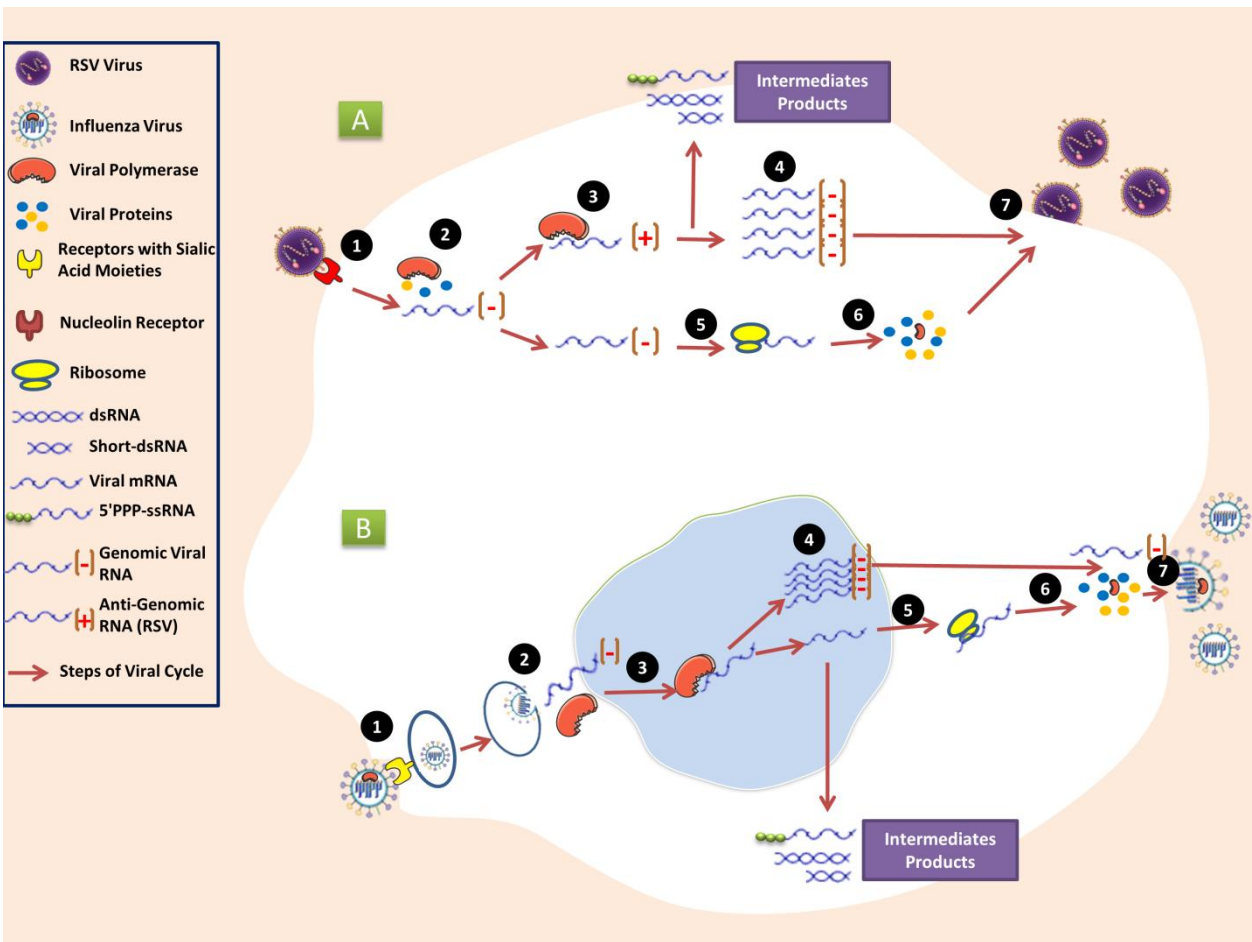 RSV Virus
Influenza Virus
Viral Polymerase
Viral Proteins
Receptors with Sialic
Acid Moieties
Nucleolin Receptor
Ribosome
dsRNA
Short-dsRNA
Viral mRNA
5'PPP-ssRNA
[-] Genomic Viral
RNA
[+] Anti-Genomic
RNA (RSV)
Steps of Viral Cycle
A
Intermediates
Products
1
2
[-]
3
[+]
4
[-]
[-]
[-]
[-]
7
[-]
5
6
B
1
2
[-]
3
4
[-]
[-]
[-]
[-]
5
6
[-]
7
Intermediates
Products